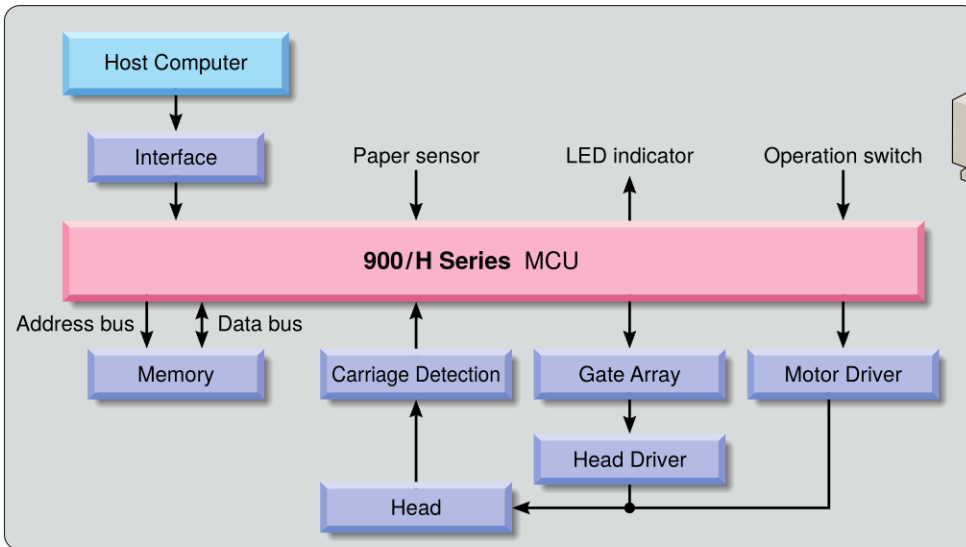 Host Computer
Interface
Paper sensor
LED indicator
Operation switch
900/H Series MCU
Address bus
Data bus
Memory
Carriage Detection
Gate Array
Motor Driver
Head Driver
Head